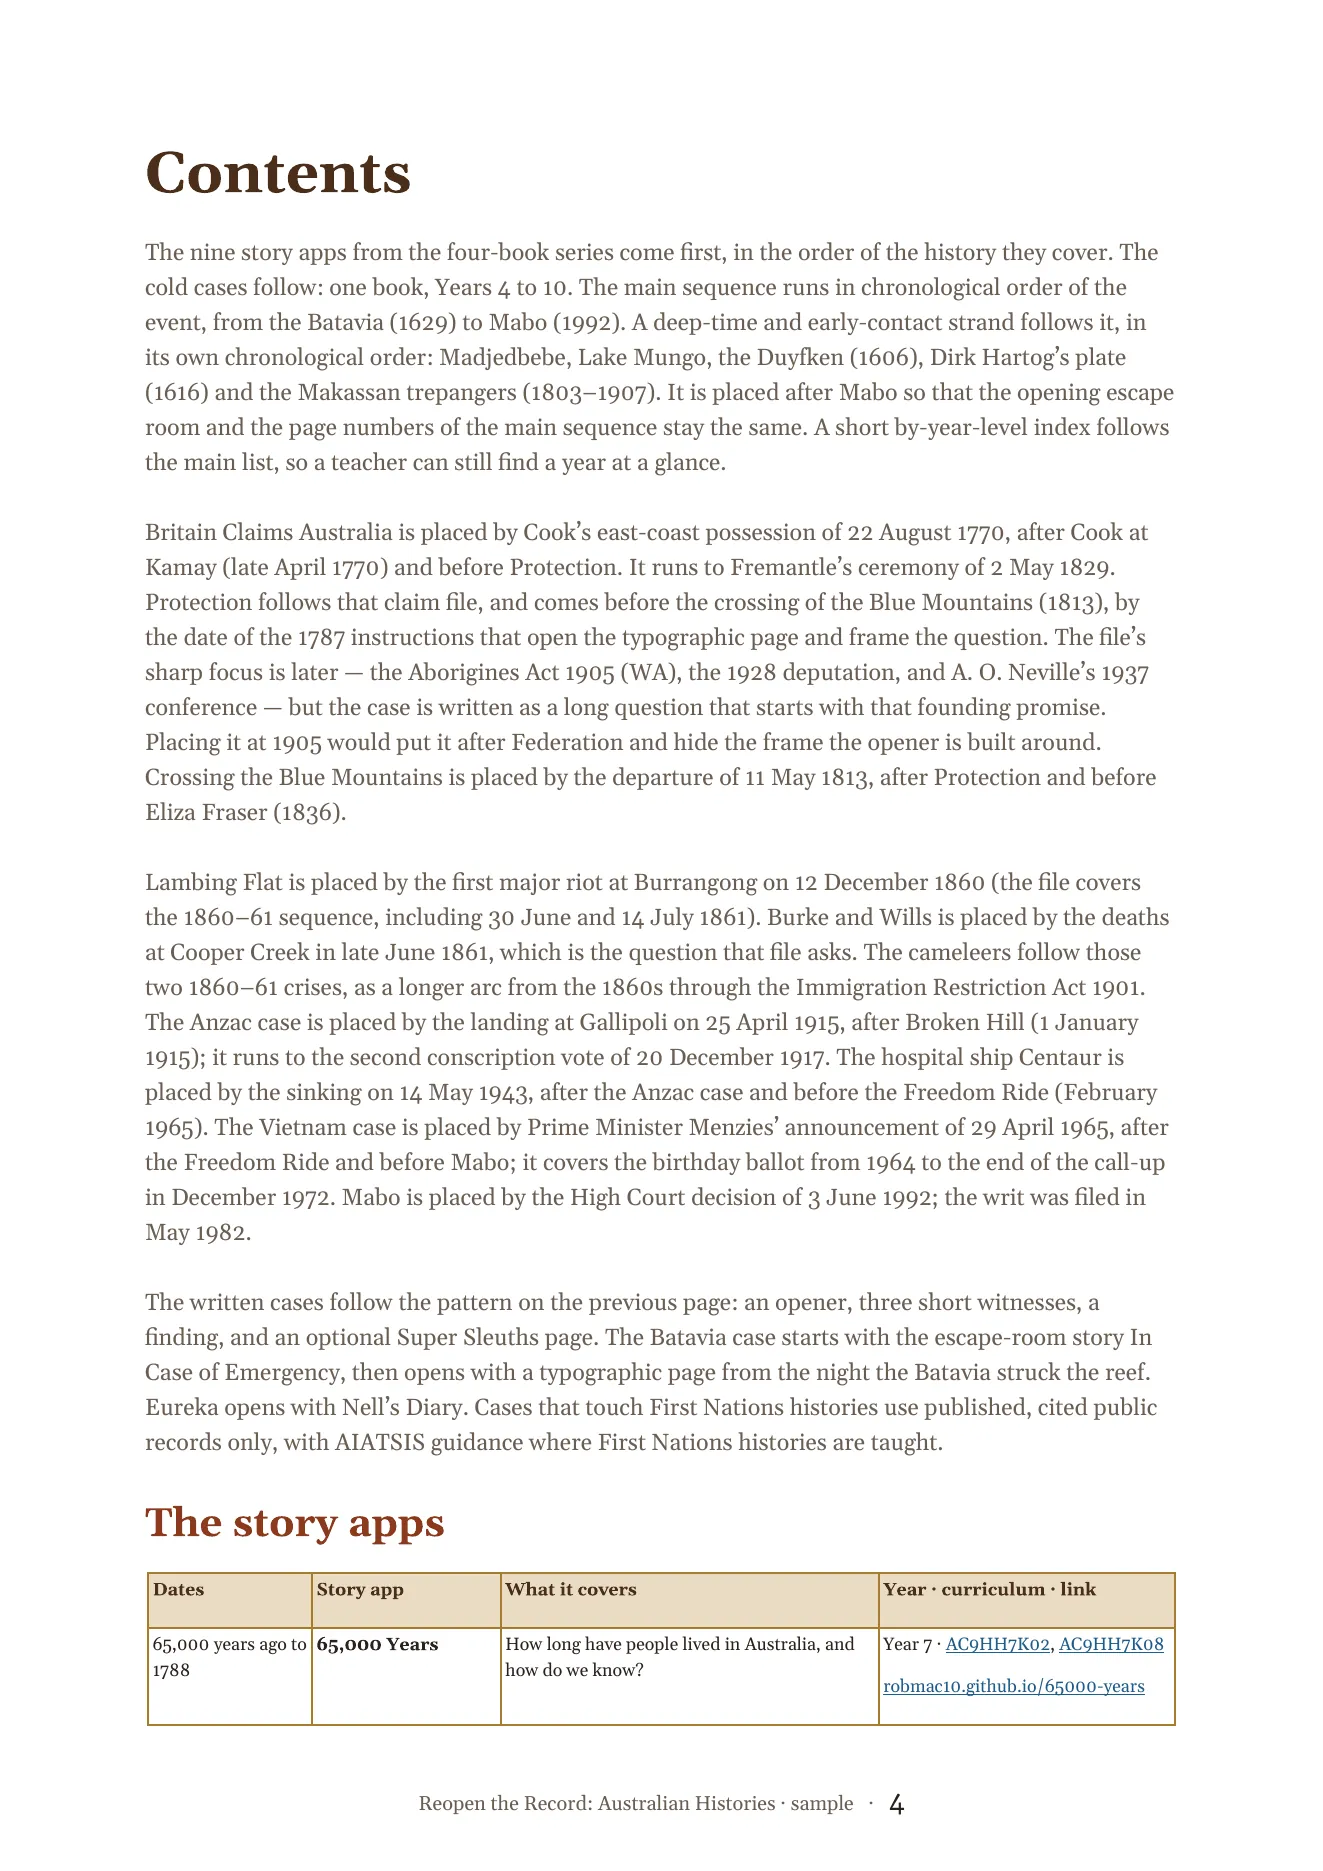 Contents
The nine story apps from the four-book series come first, in the order of the history they cover. The
cold cases follow: one book, Years 4 to 10. The main sequence runs in chronological order of the
event, from the Batavia (1629) to Mabo (1992). A deep-time and early-contact strand follows it, in
its own chronological order: Madjedbebe, Lake Mungo, the Duyfken (1606), Dirk Hartog’s plate
(1616) and the Makassan trepangers (1803–1907). It is placed after Mabo so that the opening escape
room and the page numbers of the main sequence stay the same. A short by-year-level index follows
the main list, so a teacher can still find a year at a glance.
Britain Claims Australia is placed by Cook’s east-coast possession of 22 August 1770, after Cook at
Kamay (late April 1770) and before Protection. It runs to Fremantle’s ceremony of 2 May 1829.
Protection follows that claim file, and comes before the crossing of the Blue Mountains (1813), by
the date of the 1787 instructions that open the typographic page and frame the question. The file’s
sharp focus is later — the Aborigines Act 1905 (WA), the 1928 deputation, and A. O. Neville’s 1937
conference — but the case is written as a long question that starts with that founding promise.
Placing it at 1905 would put it after Federation and hide the frame the opener is built around.
Crossing the Blue Mountains is placed by the departure of 11 May 1813, after Protection and before
Eliza Fraser (1836).
Lambing Flat is placed by the first major riot at Burrangong on 12 December 1860 (the file covers
the 1860–61 sequence, including 30 June and 14 July 1861). Burke and Wills is placed by the deaths
at Cooper Creek in late June 1861, which is the question that file asks. The cameleers follow those
two 1860–61 crises, as a longer arc from the 1860s through the Immigration Restriction Act 1901.
The Anzac case is placed by the landing at Gallipoli on 25 April 1915, after Broken Hill (1 January
1915); it runs to the second conscription vote of 20 December 1917. The hospital ship Centaur is
placed by the sinking on 14 May 1943, after the Anzac case and before the Freedom Ride (February
1965). The Vietnam case is placed by Prime Minister Menzies’ announcement of 29 April 1965, after
the Freedom Ride and before Mabo; it covers the birthday ballot from 1964 to the end of the call-up
in December 1972. Mabo is placed by the High Court decision of 3 June 1992; the writ was filed in
May 1982.
The written cases follow the pattern on the previous page: an opener, three short witnesses, a
finding, and an optional Super Sleuths page. The Batavia case starts with the escape-room story In
Case of Emergency, then opens with a typographic page from the night the Batavia struck the reef.
Eureka opens with Nell’s Diary. Cases that touch First Nations histories use published, cited public
records only, with AIATSIS guidance where First Nations histories are taught.
The story apps
Dates Story app What it covers Year · curriculum · link
65,000 years ago to 65,000 Years How long have people lived in Australia, and Year 7 · AC9HH7K02, AC9HH7K08
1788 how do we know?
robmac10.github.io/65000-years
Reopen the Record: Australian Histories · sample · 4